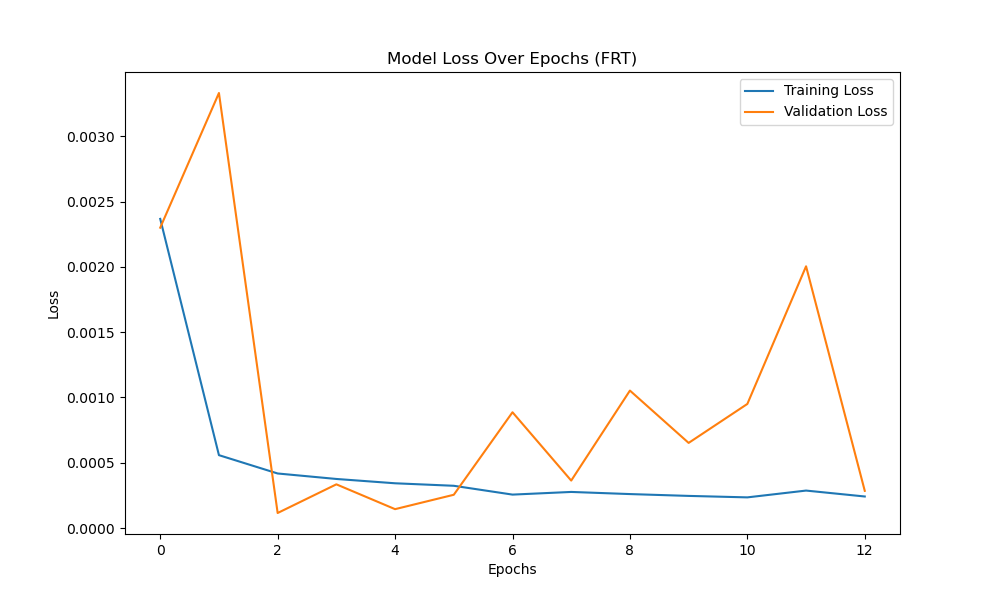 Model Loss Over Epochs (FRT)
Training Loss
Validation Loss
0.0030
0.0025
0.0020
0.0015
0.0010
0.0005
0.0000
Loss
0 2 4 6 8 10 12
Epochs